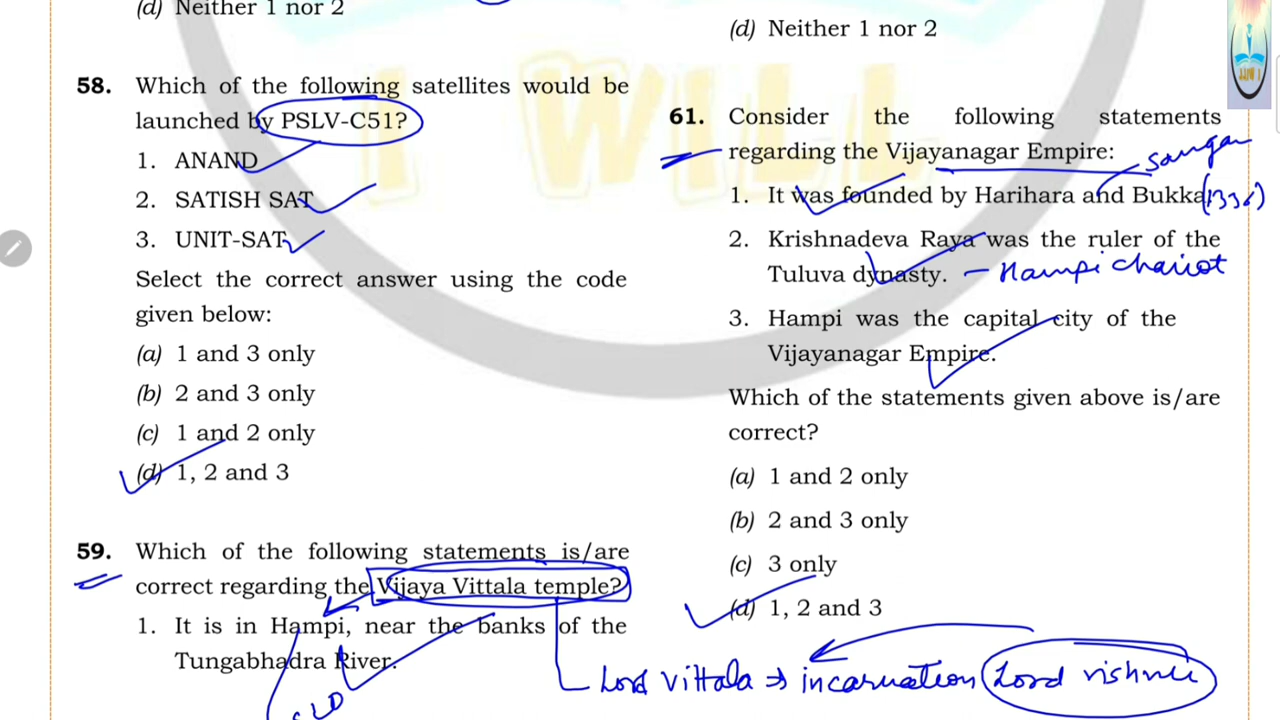 (d) Neither 1 nor 2
58. Which of the following satellites would be
launched by PSLV-C51?
1. ANAND
2. SATISH SAT
3. UNIT-SAT
Select the correct answer using the code
given below:
(a) 1 and 3 only
(b) 2 and 3 only
(c) 1 and 2 only
(d) 1, 2 and 3
59. Which of the following statements is/are
correct regarding the Vijaya Vittala temple?
1. It is in Hampi, near the banks of the
Tungabhadra River.
(d) Neither 1 nor 2
61. Consider the following statements
regarding the Vijayanagar Empire:
1. It was founded by Harihara and Bukka
2. Krishnadeva Raya was the ruler of the
Tuluva dynasty. – Hampi chariot
3. Hampi was the capital city of the
Vijayanagar Empire.
Which of the statements given above is/are
correct?
(a) 1 and 2 only
(b) 2 and 3 only
(c) 3 only
(d) 1, 2 and 3
Lord Vittala ⇒ incarnation Lord vishnu
I WILL